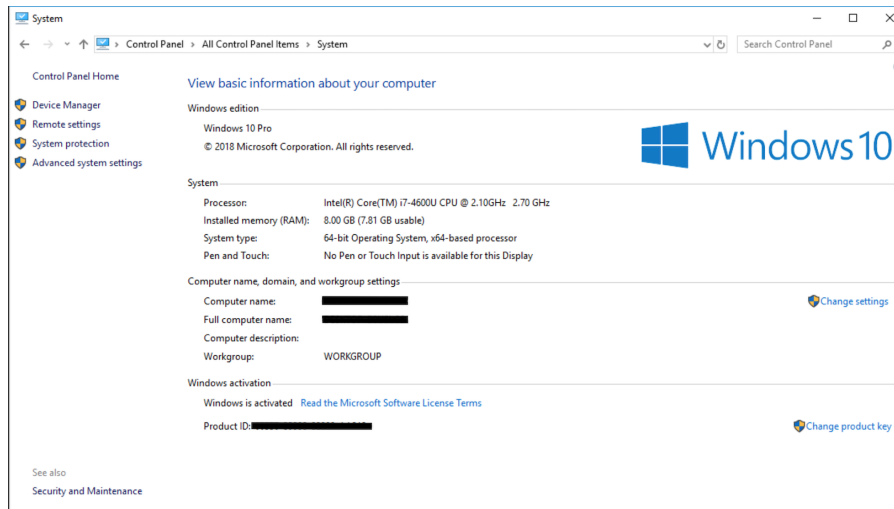 System
Control Panel > All Control Panel Items > System
Search Control Panel
Control Panel Home
Device Manager
Remote settings
System protection
Advanced system settings
See also
Security and Maintenance
View basic information about your computer
Windows edition
Windows 10 Pro
© 2018 Microsoft Corporation. All rights reserved.
Windows 10
System
Processor: Intel(R) Core(TM) i7-4600U CPU @ 2.10GHz 2.70 GHz
Installed memory (RAM): 8.00 GB (7.81 GB usable)
System type: 64-bit Operating System, x64-based processor
Pen and Touch: No Pen or Touch Input is available for this Display
Computer name, domain, and workgroup settings
Computer name:
Change settings
Full computer name:
Computer description:
Workgroup: WORKGROUP
Windows activation
Windows is activated Read the Microsoft Software License Terms
Product ID:
Change product key